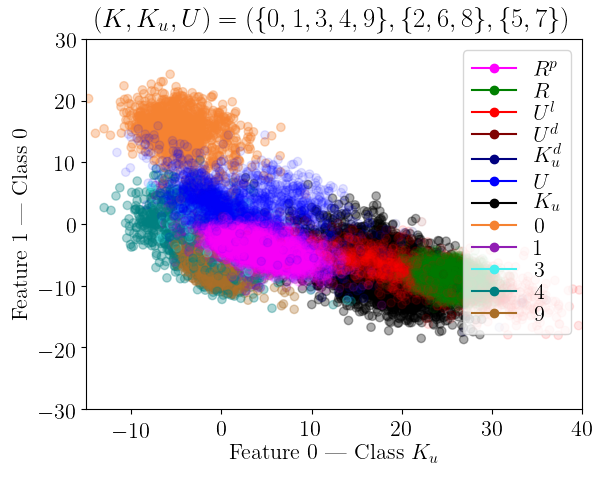 (K, K_u, U) = ({0, 1, 3, 4, 9}, {2, 6, 8}, {5, 7})
30
20
10
0
−10
−20
−30
−10
0
10
20
30
40
Feature 1 — Class 0
Feature 0 — Class K_u
R^p
R
U^l
U^d
K_u^d
U
K_u
0
1
3
4
9